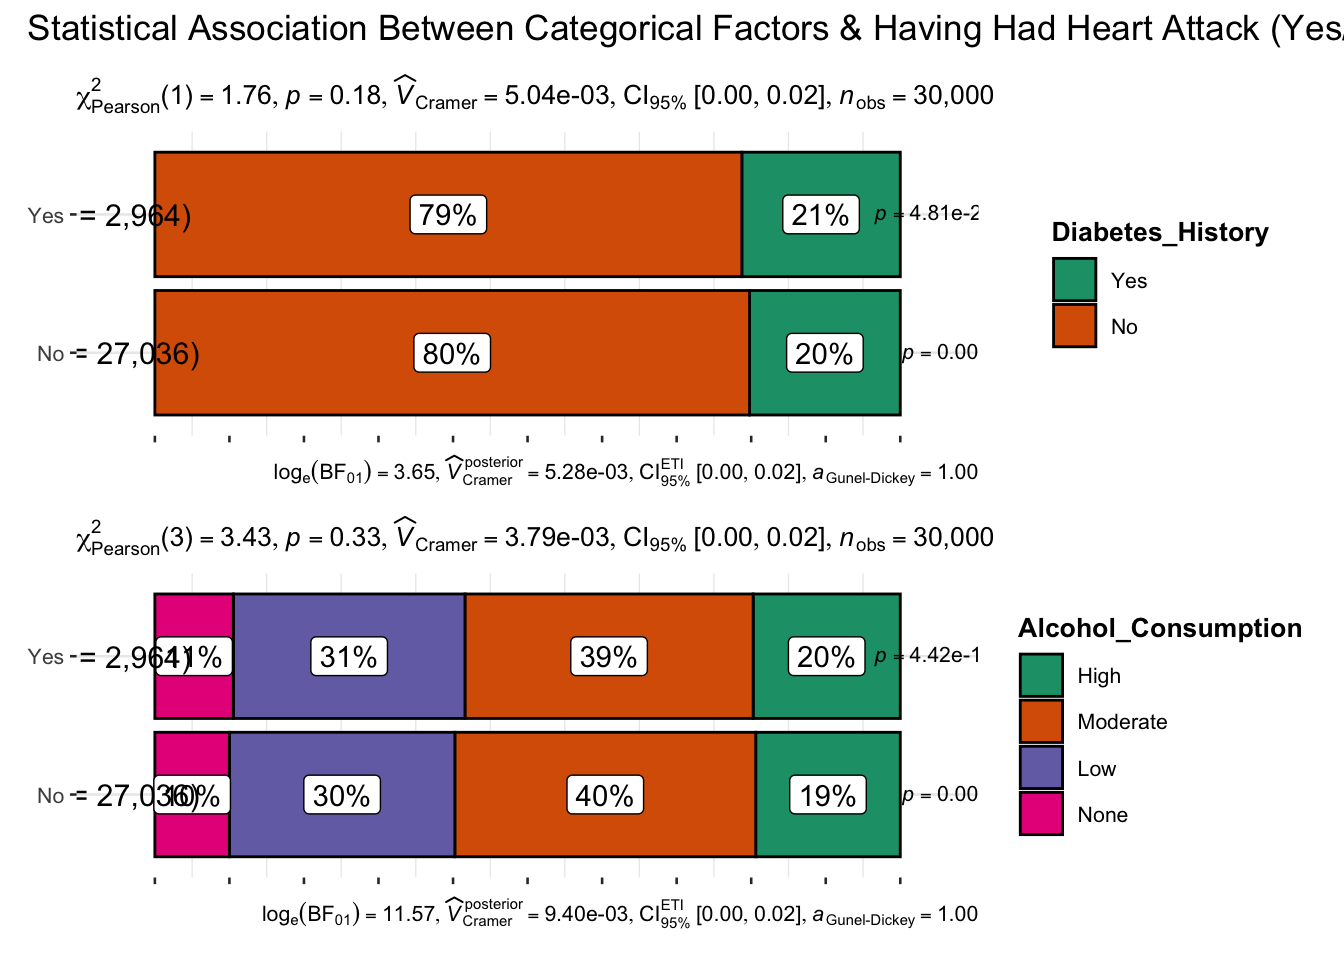 Statistical Association Between Categorical Factors & Having Had Heart Attack (Yes/
χ²Pearson(1) = 1.76, p = 0.18, V̂Cramer = 5.04e-03, CI95% [0.00, 0.02], nobs = 30,000
Yes = 2,964) 79% 21% p = 4.81e-2
No = 27,036) 80% 20% p = 0.00
Diabetes_History
Yes
No
loge(BF01) = 3.65, V̂posteriorCramer = 5.28e-03, CIETI95% [0.00, 0.02], aGunel-Dickey = 1.00
χ²Pearson(3) = 3.43, p = 0.33, V̂Cramer = 3.79e-03, CI95% [0.00, 0.02], nobs = 30,000
Yes = 2,964) 11% 31% 39% 20% p = 4.42e-1
No = 27,036) 10% 30% 40% 19% p = 0.00
Alcohol_Consumption
High
Moderate
Low
None
loge(BF01) = 11.57, V̂posteriorCramer = 9.40e-03, CIETI95% [0.00, 0.02], aGunel-Dickey = 1.00